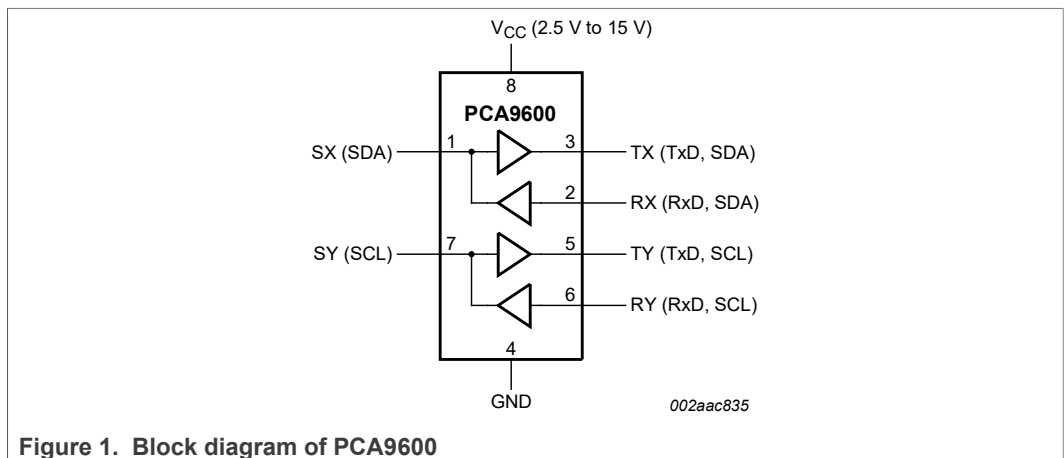 VCC (2.5 V to 15 V)
8
PCA9600
SX (SDA)
1
3
TX (TxD, SDA)
2
RX (RxD, SDA)
SY (SCL)
7
5
TY (TxD, SCL)
6
RY (RxD, SCL)
4
GND
002aac835
Figure 1. Block diagram of PCA9600